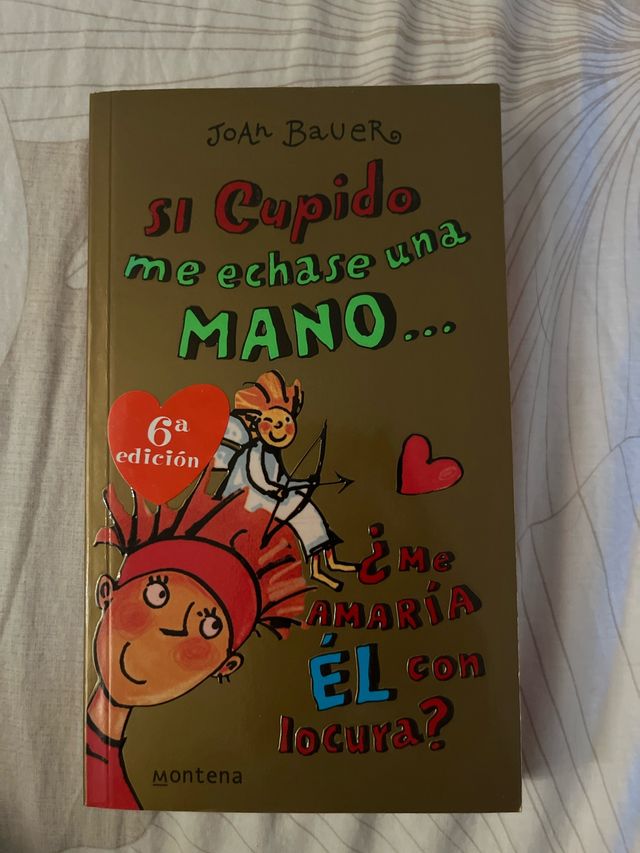 Joan Bauer
Si Cupido
me echase una
MANO...
6ª
edición
¿Me
AMARÍA
ÉL con
locura?
Montena